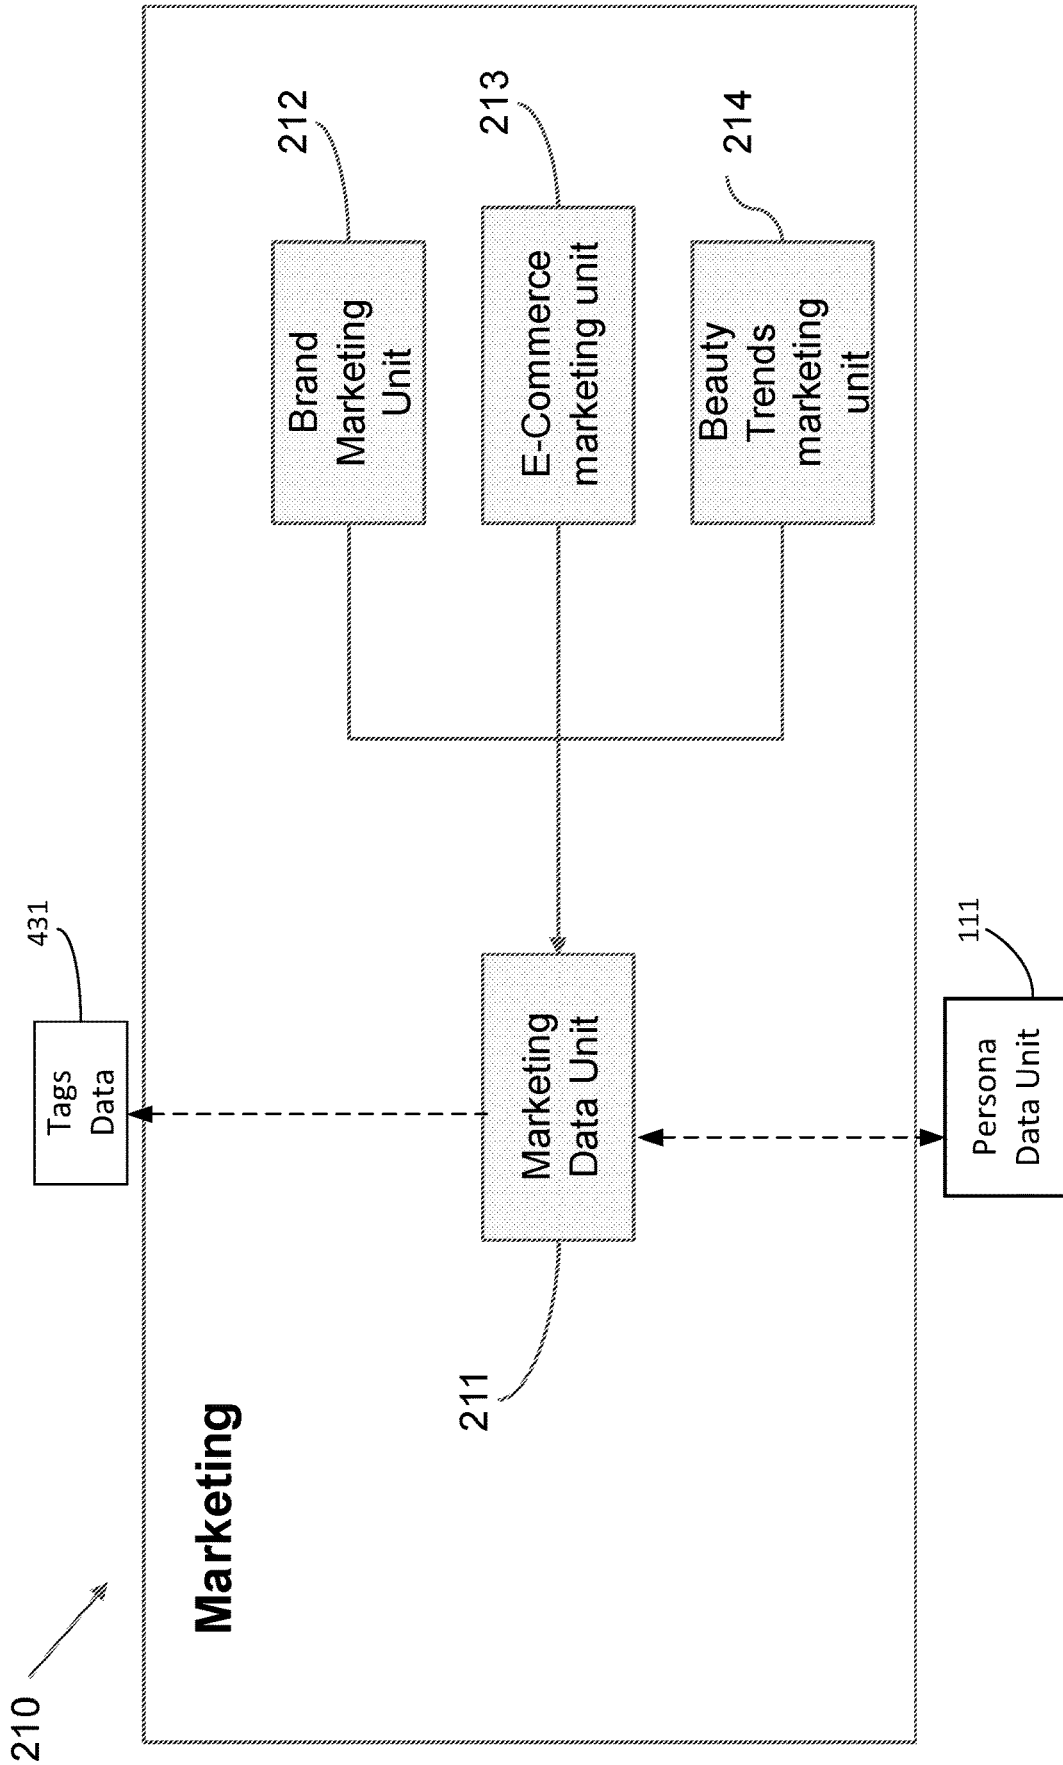 210
Marketing
Tags
Data
431
211
Marketing
Data Unit
Persona
Data Unit
111
Brand
Marketing
Unit
212
E-Commerce
marketing unit
213
Beauty
Trends
marketing
unit
214